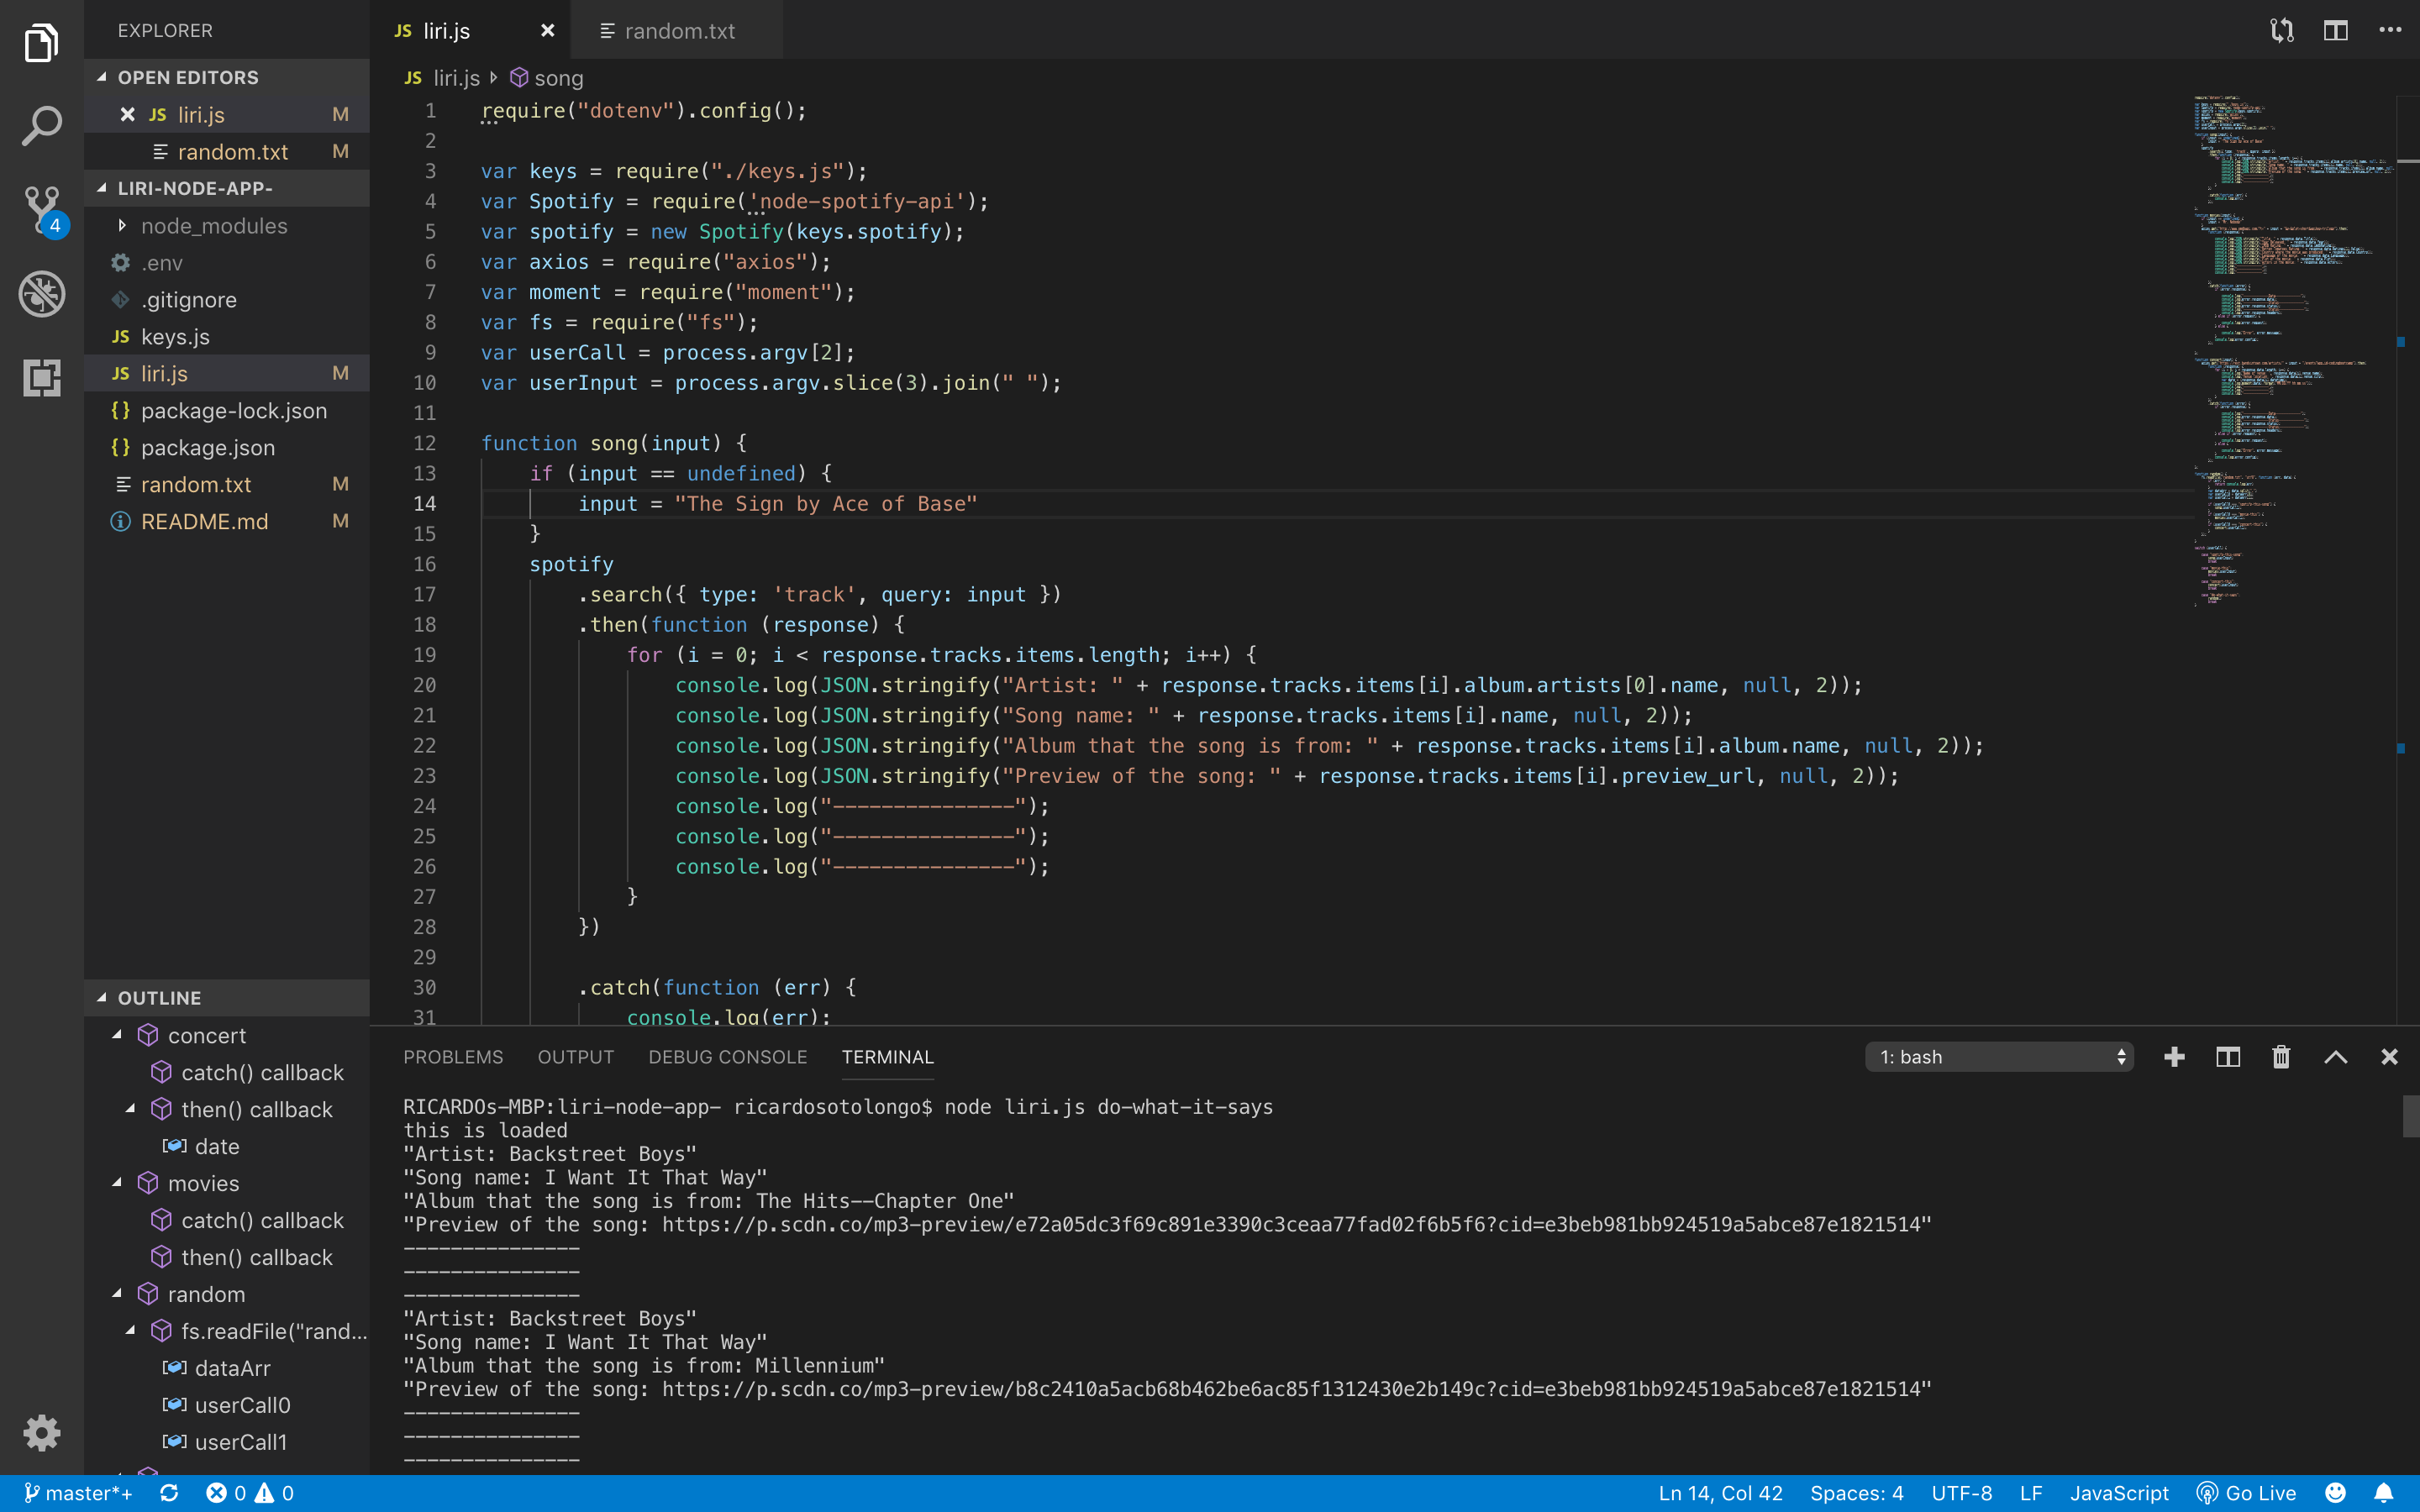 EXPLORER
OPEN EDITORS
JS liri.js M
random.txt M
LIRI-NODE-APP-
node_modules
.env
.gitignore
JS keys.js
JS liri.js M
{} package-lock.json
{} package.json
random.txt M
README.md M
4
OUTLINE
concert
catch() callback
then() callback
date
movies
catch() callback
then() callback
random
fs.readFile("rand...
dataArr
userCall0
userCall1
JS liri.js
random.txt
JS liri.js song
1 require("dotenv").config();
2
3 var keys = require("./keys.js");
4 var Spotify = require('node-spotify-api');
5 var spotify = new Spotify(keys.spotify);
6 var axios = require("axios");
7 var moment = require("moment");
8 var fs = require("fs");
9 var userCall = process.argv[2];
10 var userInput = process.argv.slice(3).join(" ");
11
12 function song(input) {
13 if (input == undefined) {
14 input = "The Sign by Ace of Base"
15 }
16 spotify
17 .search({ type: 'track', query: input })
18 .then(function (response) {
19 for (i = 0; i < response.tracks.items.length; i++) {
20 console.log(JSON.stringify("Artist: " + response.tracks.items[i].album.artists[0].name, null, 2));
21 console.log(JSON.stringify("Song name: " + response.tracks.items[i].name, null, 2));
22 console.log(JSON.stringify("Album that the song is from: " + response.tracks.items[i].album.name, null, 2));
23 console.log(JSON.stringify("Preview of the song: " + response.tracks.items[i].preview_url, null, 2));
24 console.log("---------------");
25 console.log("---------------");
26 console.log("---------------");
27 }
28 })
29
30 .catch(function (err) {
31 console.log(err);
PROBLEMS OUTPUT DEBUG CONSOLE TERMINAL 1: bash
RICARDOs-MBP:liri-node-app- ricardosotolongo$ node liri.js do-what-it-says
this is loaded
"Artist: Backstreet Boys"
"Song name: I Want It That Way"
"Album that the song is from: The Hits--Chapter One"
"Preview of the song: https://p.scdn.co/mp3-preview/e72a05dc3f69c891e3390c3ceaa77fad02f6b5f6?cid=e3beb981bb924519a5abce87e1821514"
---------------
---------------
---------------
"Artist: Backstreet Boys"
"Song name: I Want It That Way"
"Album that the song is from: Millennium"
"Preview of the song: https://p.scdn.co/mp3-preview/b8c2410a5acb68b462be6ac85f1312430e2b149c?cid=e3beb981bb924519a5abce87e1821514"
---------------
---------------
---------------
master*+ 0 0 Ln 14, Col 42 Spaces: 4 UTF-8 LF JavaScript Go Live